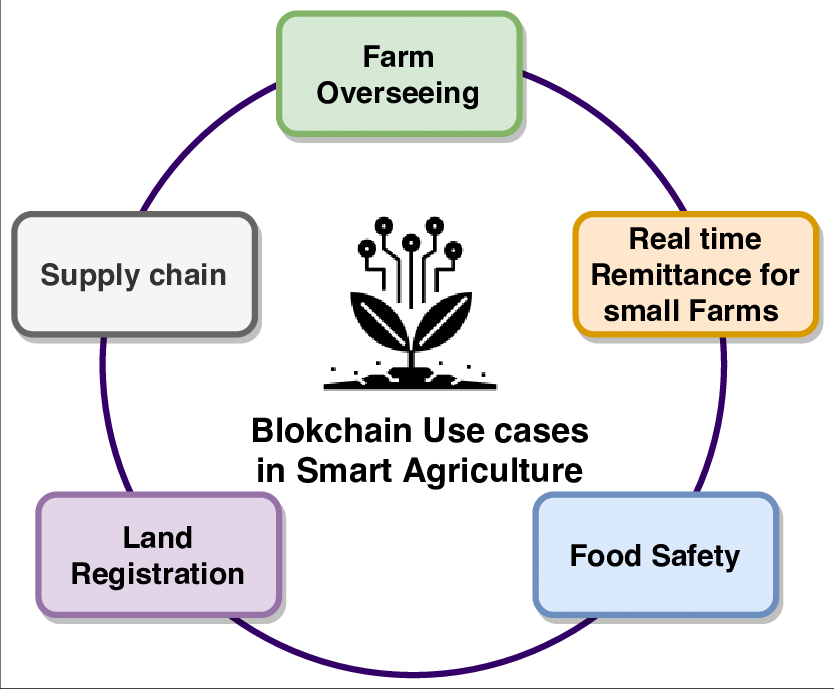 Farm
Overseeing
Supply chain
Real time
Remittance for
small Farms
Blokchain Use cases
in Smart Agriculture
Land
Registration
Food Safety